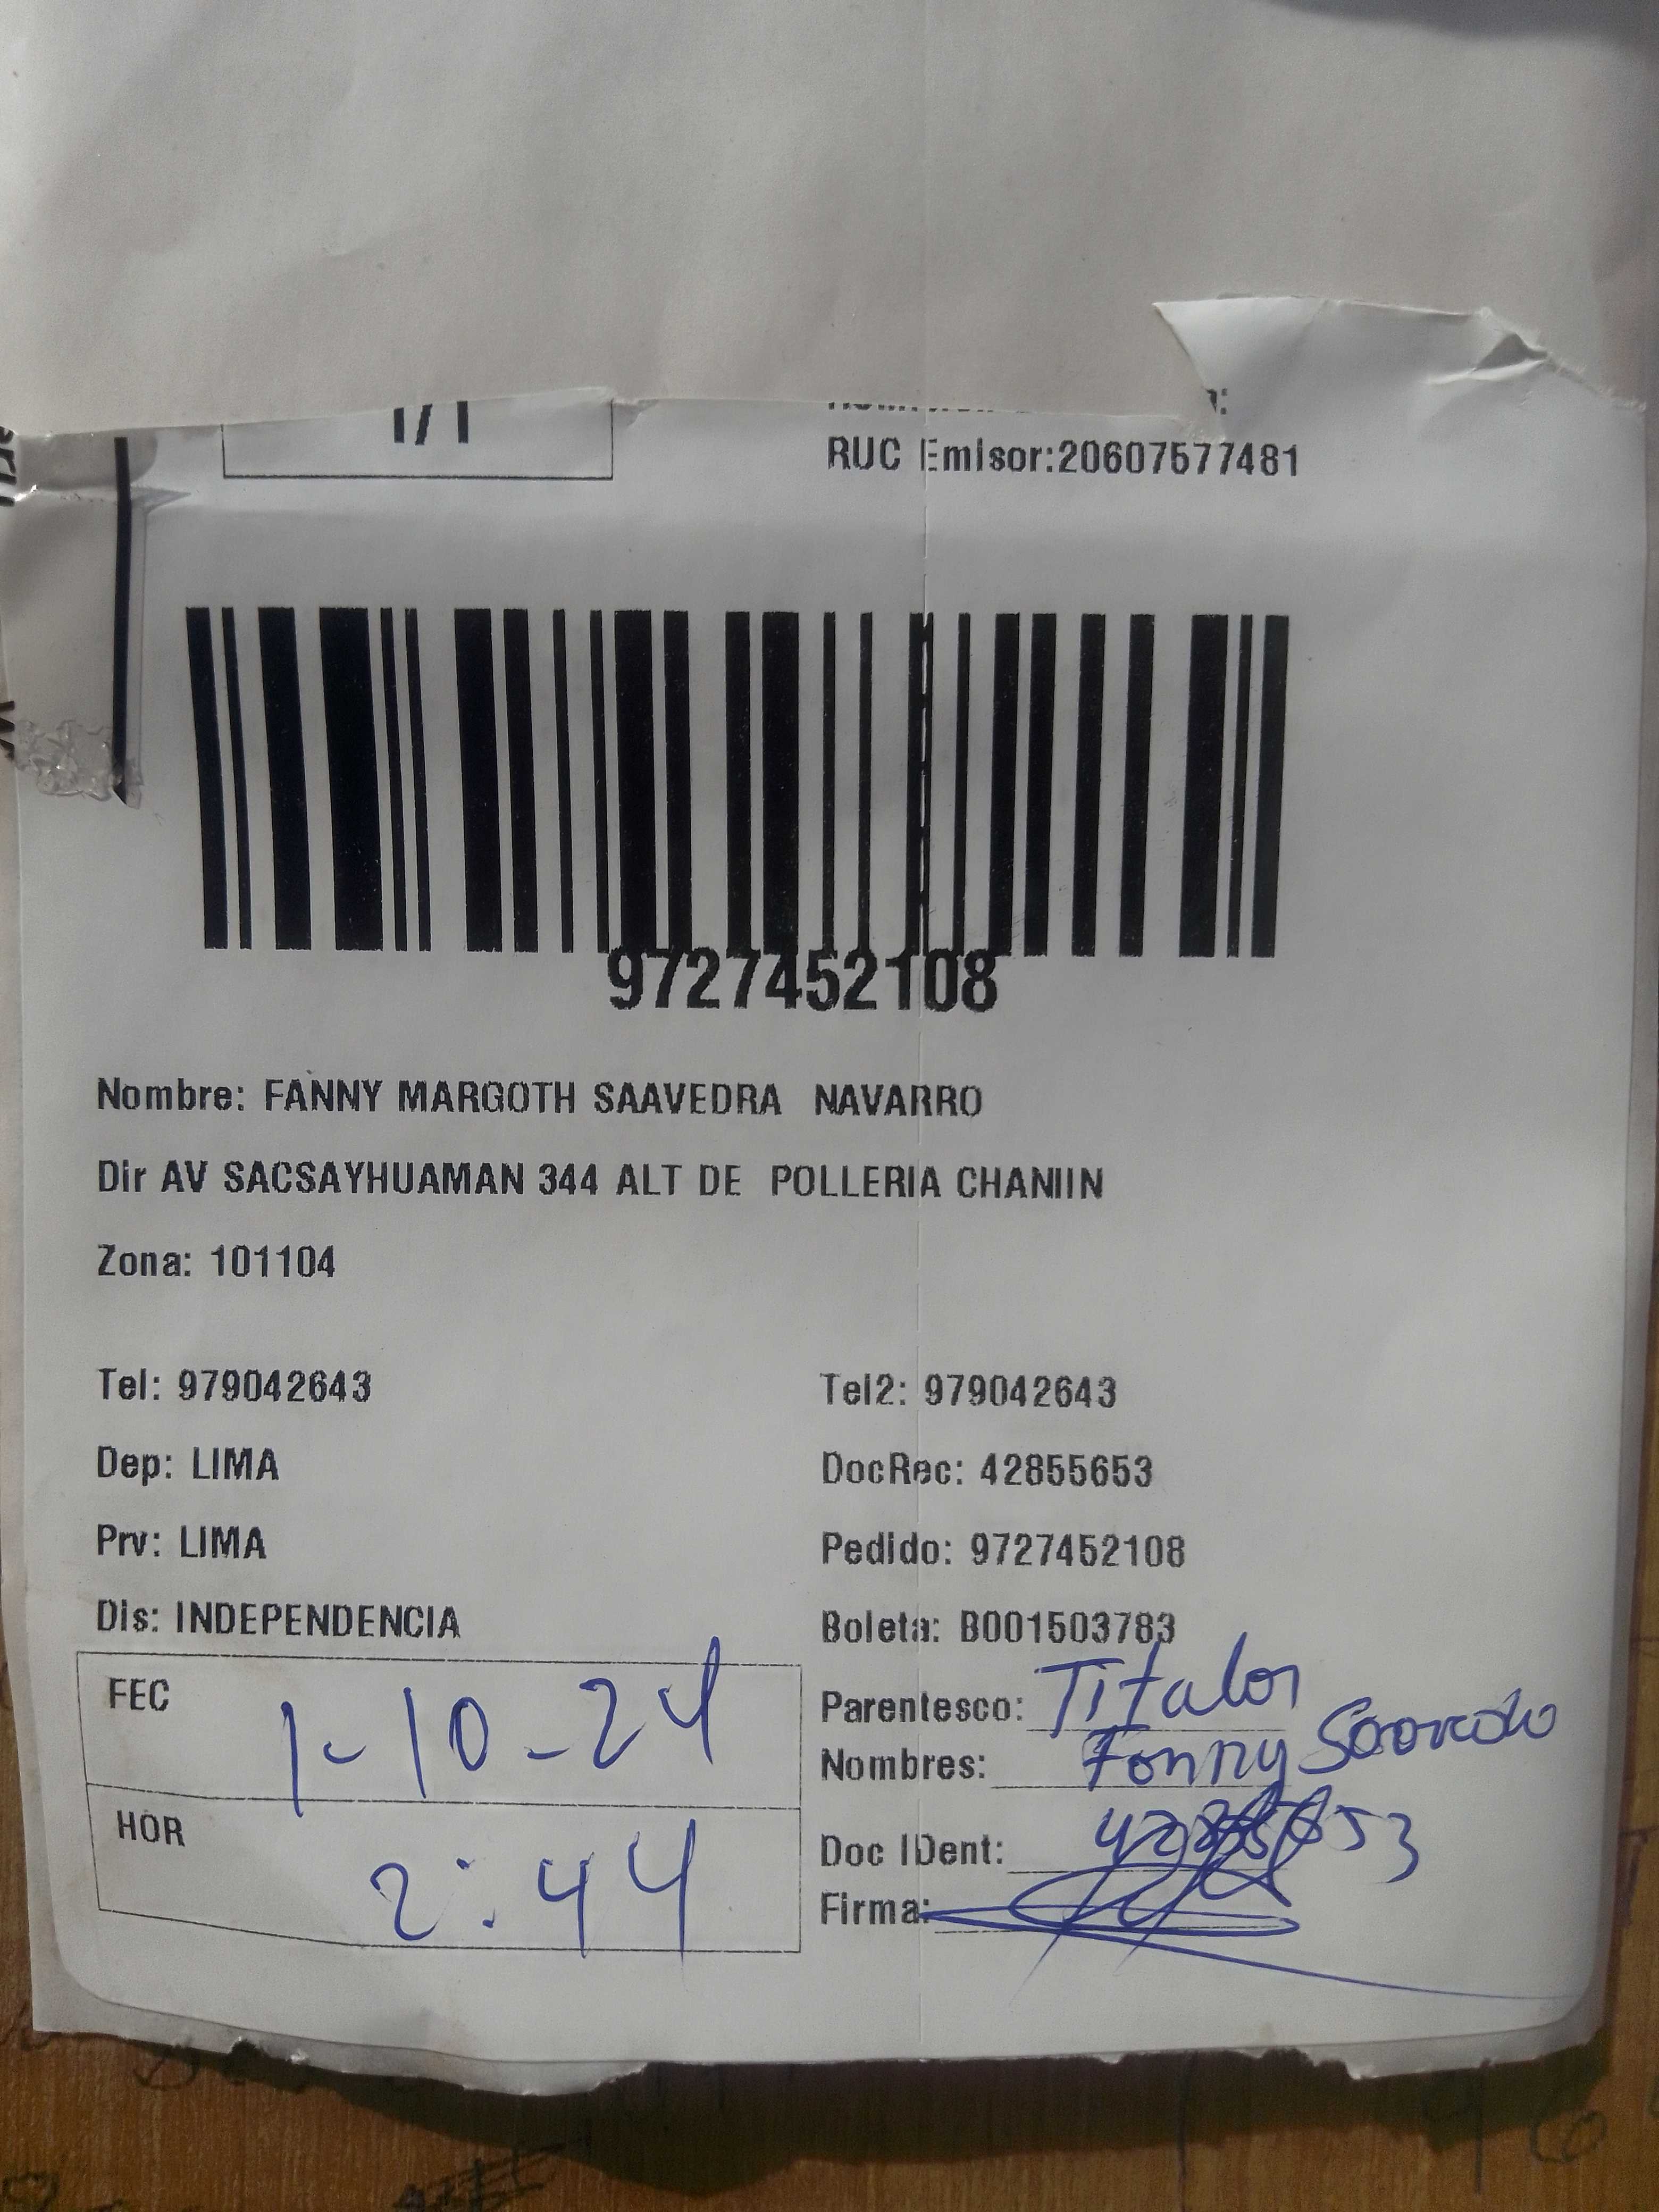 1/1
RUC Emisor:20607577481
9727452108
Nombre: FANNY MARGOTH SAAVEDRA NAVARRO
Dir AV SACSAYHUAMAN 344 ALT DE POLLERIA CHANIIN
Zona: 101104
Tel: 979042643 Tel2: 979042643
Dep: LIMA DocRec: 42855653
Prv: LIMA Pedido: 9727452108
Dis: INDEPENDENCIA Boleta: B001503783
FEC 1-10-24 Parentesco: Titular
Nombres: Fanny Saavedra
HOR 2:44 Doc IDent: 42855653
Firma: